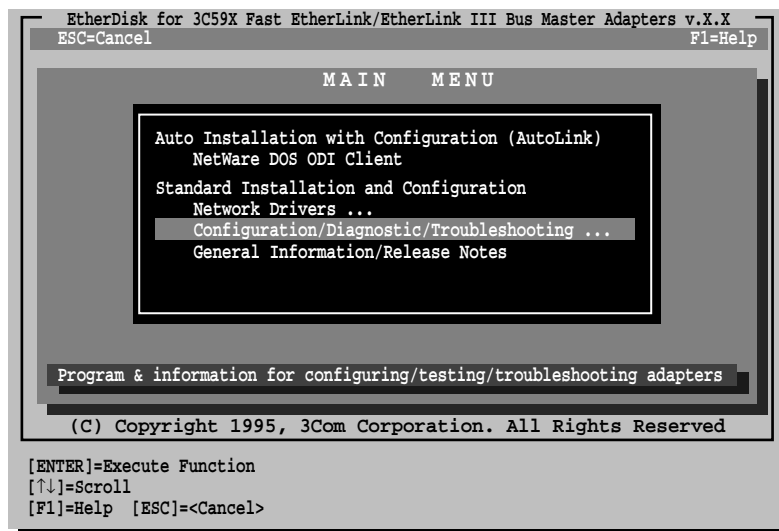 EtherDisk for 3C59X Fast EtherLink/EtherLink III Bus Master Adapters v.X.X
ESC=Cancel F1=Help
MAIN MENU
Auto Installation with Configuration (AutoLink)
NetWare DOS ODI Client
Standard Installation and Configuration
Network Drivers ...
Configuration/Diagnostic/Troubleshooting ...
General Information/Release Notes
Program & information for configuring/testing/troubleshooting adapters
(C) Copyright 1995, 3Com Corporation. All Rights Reserved
[ENTER]=Execute Function
[↑↓]=Scroll
[F1]=Help [ESC]=<Cancel>